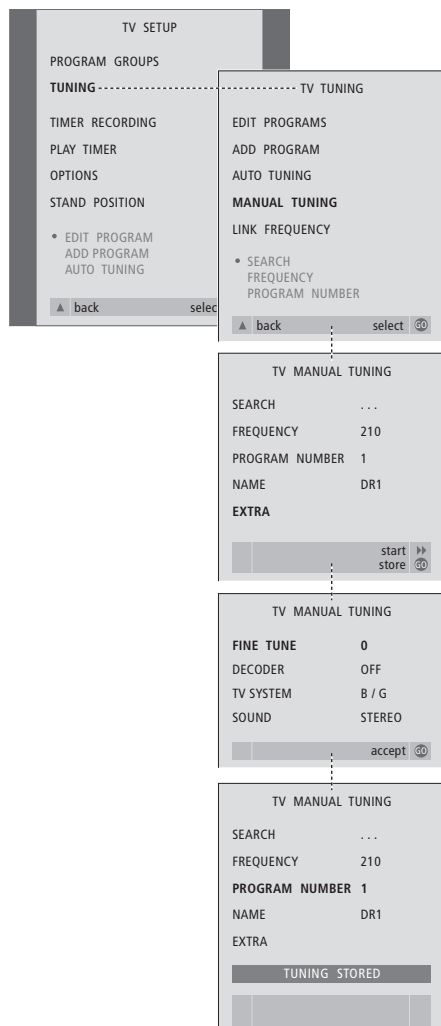 TV SETUP
PROGRAM GROUPS
TUNING
TIMER RECORDING
PLAY TIMER
OPTIONS
STAND POSITION
• EDIT PROGRAM
ADD PROGRAM
AUTO TUNING
▲ back selec
TV TUNING
EDIT PROGRAMS
ADD PROGRAM
AUTO TUNING
MANUAL TUNING
LINK FREQUENCY
• SEARCH
FREQUENCY
PROGRAM NUMBER
▲ back select GO
TV MANUAL TUNING
SEARCH ...
FREQUENCY 210
PROGRAM NUMBER 1
NAME DR1
EXTRA
start
store GO
TV MANUAL TUNING
FINE TUNE 0
DECODER OFF
TV SYSTEM B / G
SOUND STEREO
accept GO
TV MANUAL TUNING
SEARCH ...
FREQUENCY 210
PROGRAM NUMBER 1
NAME DR1
EXTRA
TUNING STORED